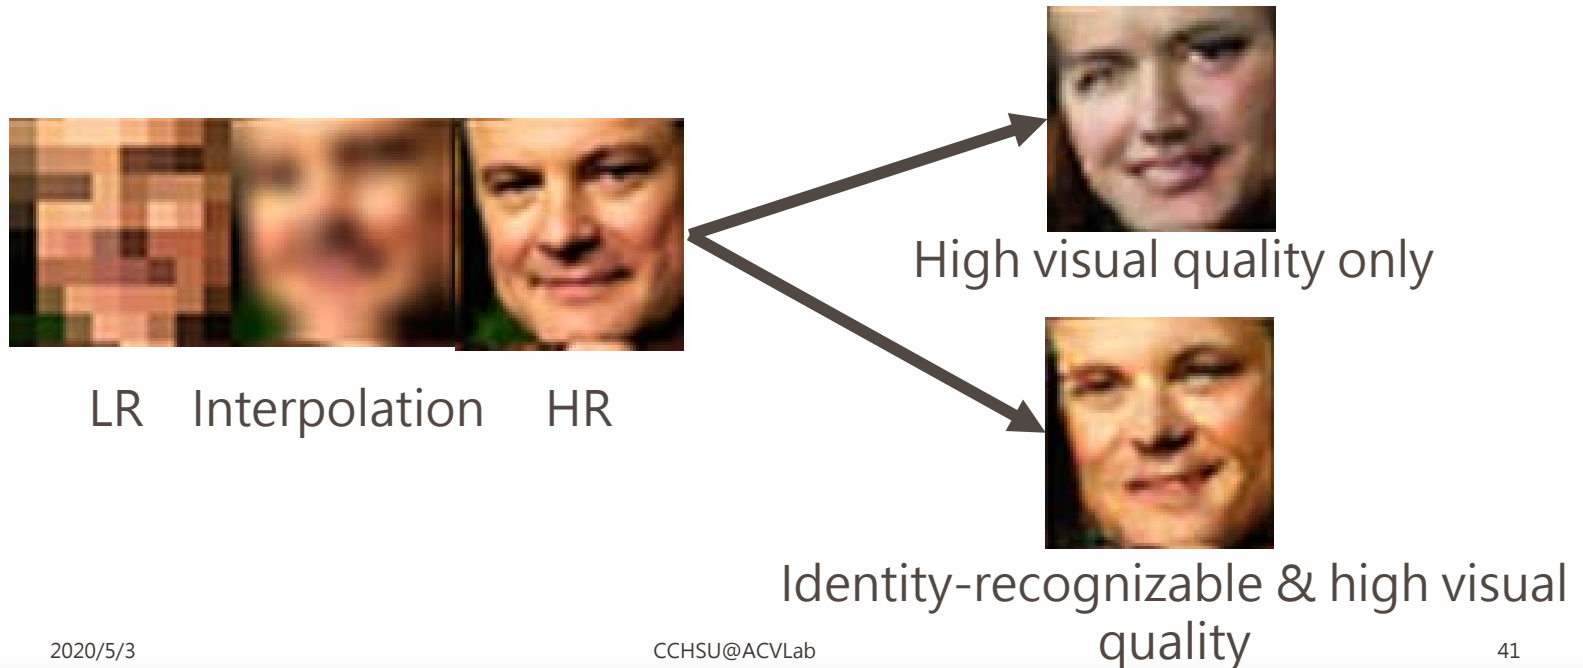 High visual quality only
LR Interpolation HR
Identity-recognizable & high visual
quality
2020/5/3 CCHSU@ACVLab 41